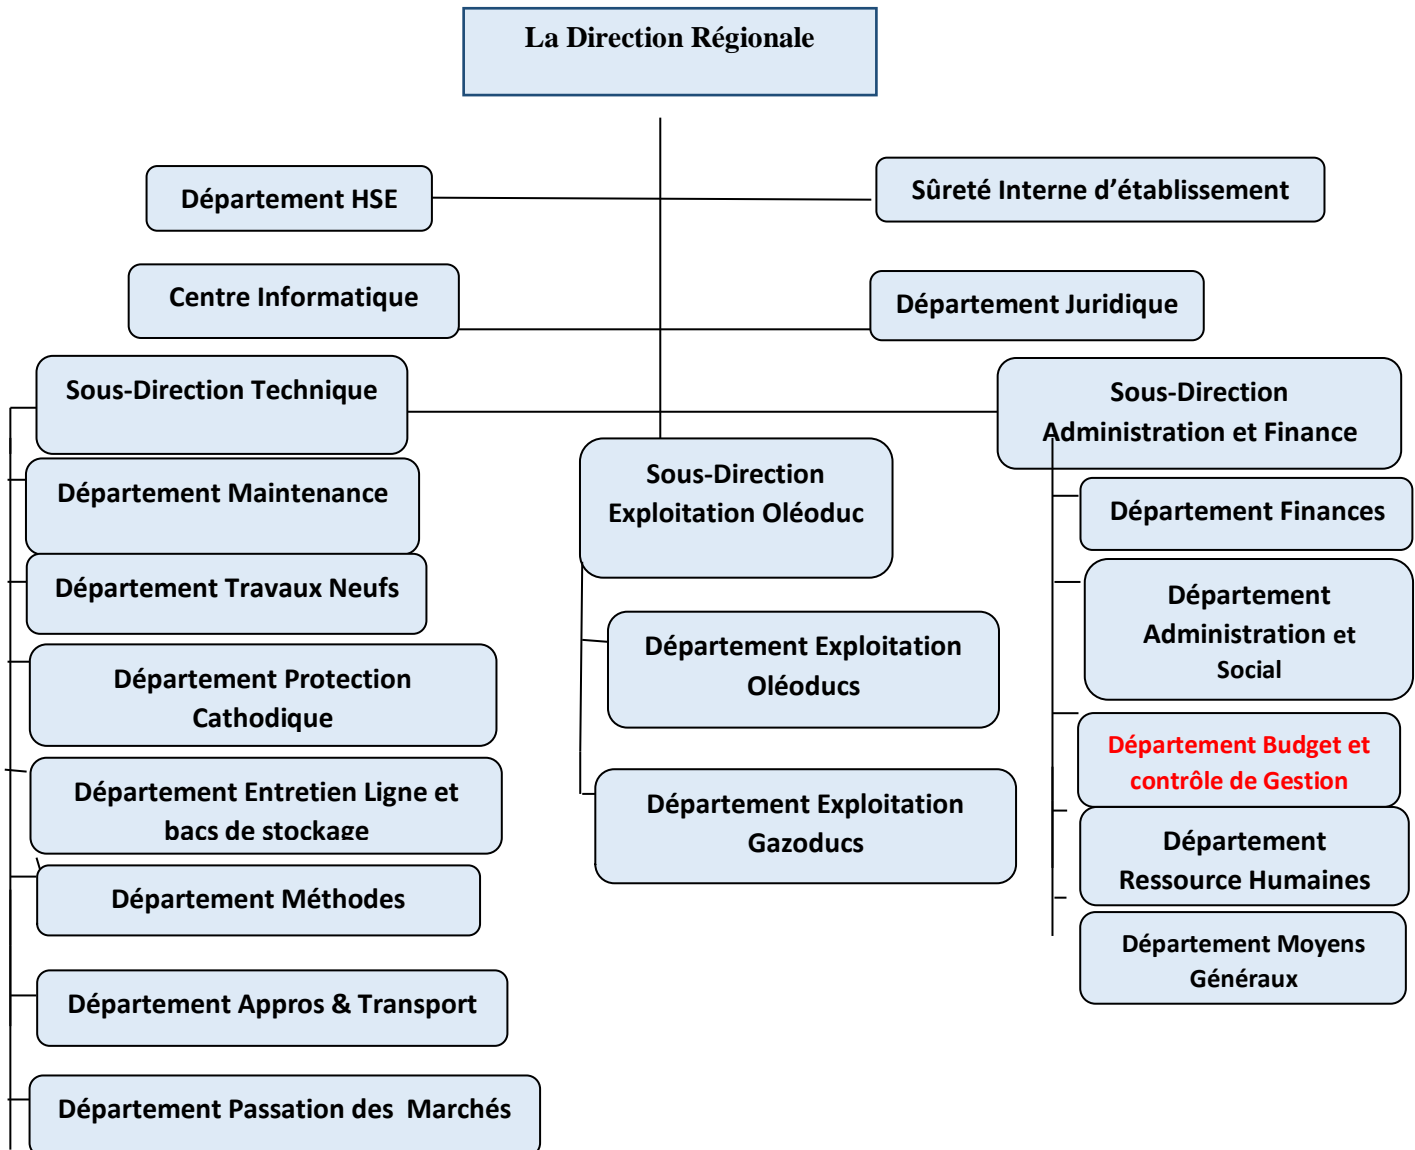 La Direction Régionale
Département HSE
Sûreté Interne d’établissement
Centre Informatique
Département Juridique
Sous-Direction Technique
Département Maintenance
Département Travaux Neufs
Département Protection
Cathodique
Département Entretien Ligne et
bacs de stockage
Département Méthodes
Département Appros & Transport
Département Passation des Marchés
Sous-Direction
Exploitation Oléoduc
Département Exploitation
Oléoducs
Département Exploitation
Gazoducs
Sous-Direction
Administration et Finance
Département Finances
Département
Administration et
Social
Département Budget et
contrôle de Gestion
Département
Ressource Humaines
Département Moyens
Généraux